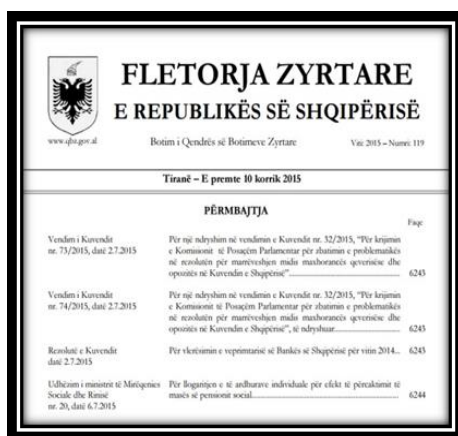 FLETORJA ZYRTARE
E REPUBLIKËS SË SHQIPËRISË
www.qbz.gov.al Botim i Qendrës së Botimeve Zyrtare Viti: 2015 – Numri: 119
Tiranë – E premte 10 korrik 2015
PËRMBAJTJA
Faqe
Vendim i Kuvendit
nr. 73/2015, datë 2.7.2015
Për një ndryshim në vendimin e Kuvendit nr. 32/2015, “Për krijimin
e Komisionit të Posaçëm Parlamentar për zbatimin e problematikës
në rezolutën për marrëveshjen midis maxhorancës qeverisëse dhe
opozitës në Kuvendin e Shqipërisë”........................................ 6243
Vendim i Kuvendit
nr. 74/2015, datë 2.7.2015
Për një ndryshim në vendimin e Kuvendit nr. 32/2015, “Për krijimin
e Komisionit të Posaçëm Parlamentar për zbatimin e problematikës
në rezolutën për marrëveshjen midis maxhorancës qeverisëse dhe
opozitës në Kuvendin e Shqipërisë”, të ndryshuar.................... 6243
Rezolutë e Kuvendit
datë 2.7.2015
Për vlerësimin e veprimtarisë së Bankës së Shqipërisë për vitin 2014... 6243
Udhëzim i ministrit të Mirëqenies
Sociale dhe Rinisë
nr. 20, datë 6.7.2015
Për llogaritjen e të ardhurave individuale për efekt të përcaktimit të
masës së pensionit social.................................................... 6244